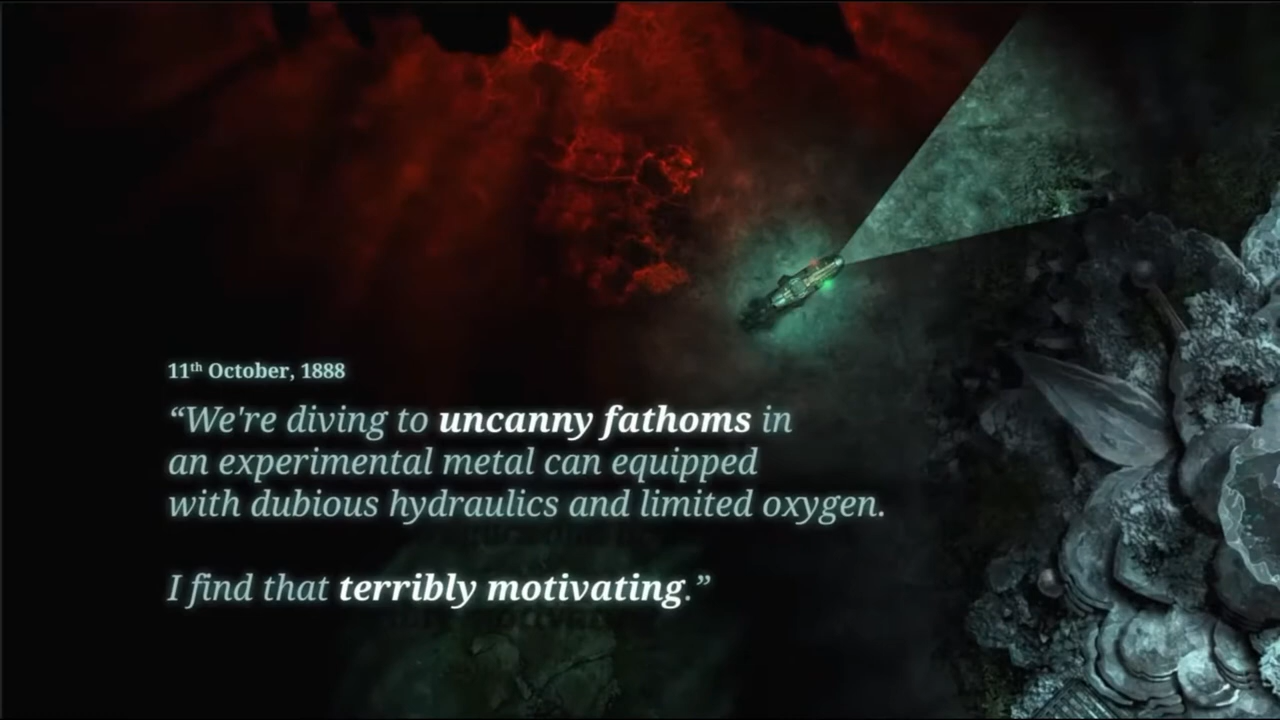 11th October, 1888
“We're diving to uncanny fathoms in
an experimental metal can equipped
with dubious hydraulics and limited oxygen.
I find that terribly motivating.”